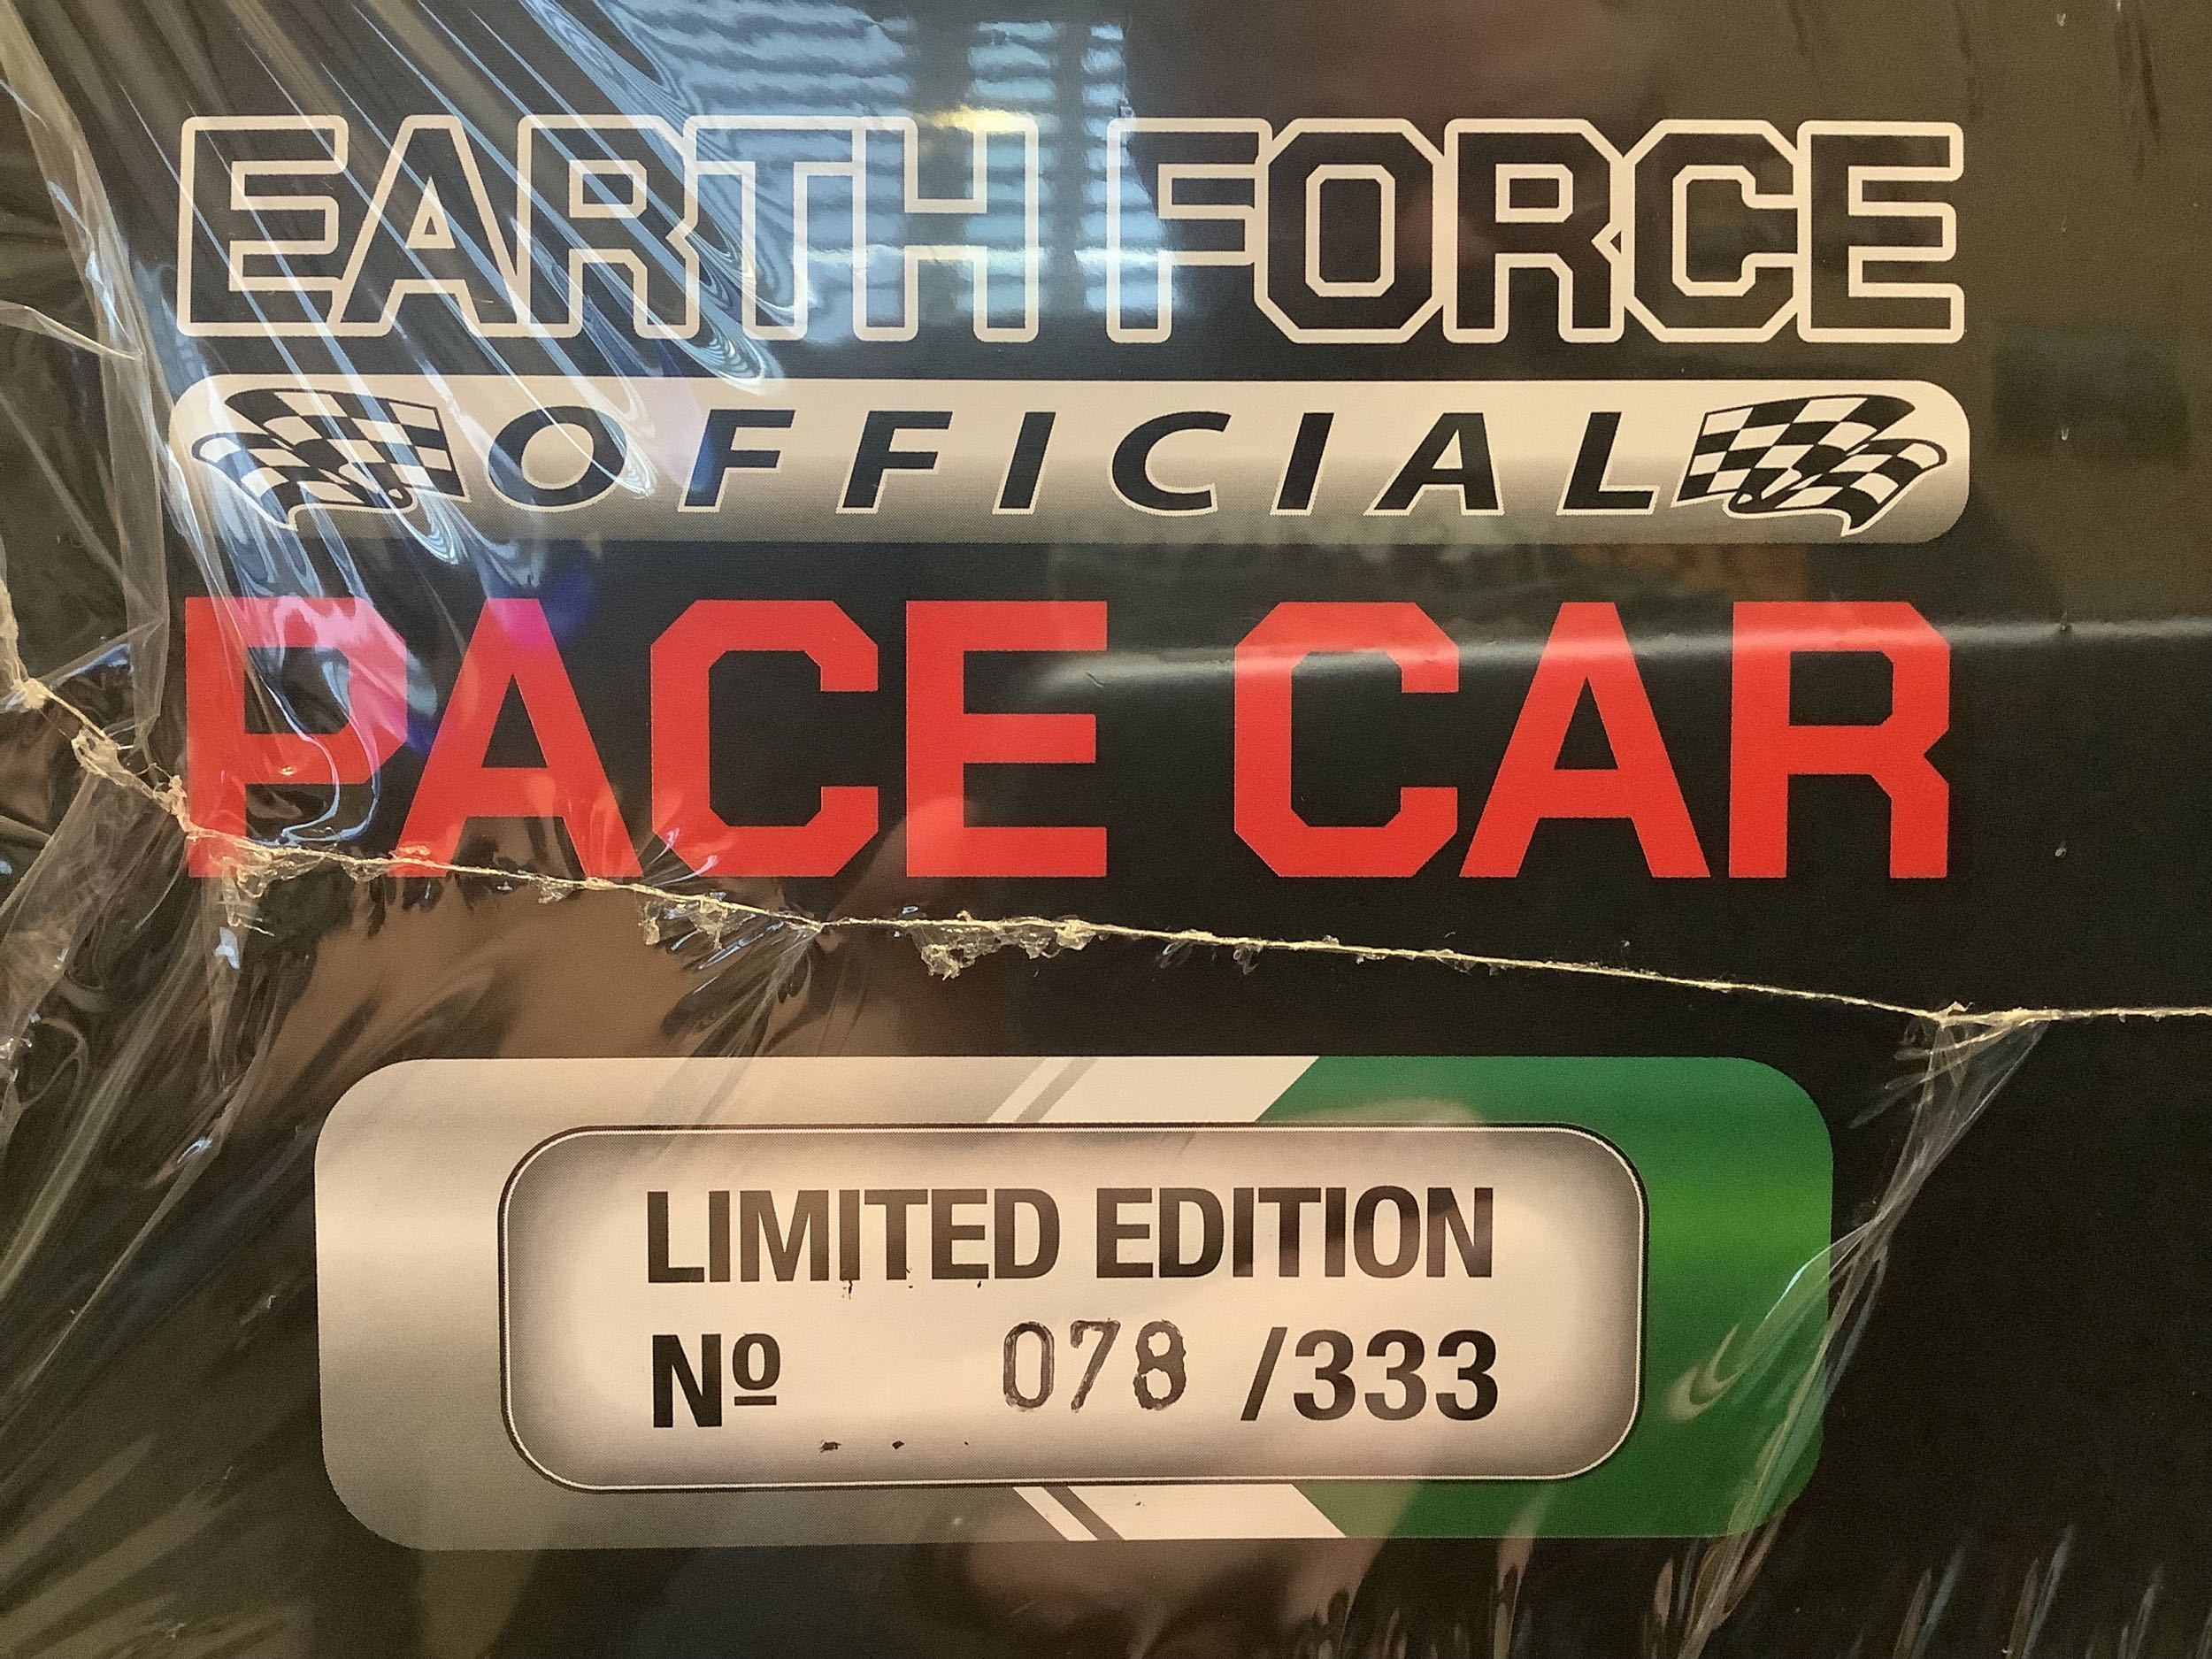 EARTH FORCE
OFFICIAL
PACE CAR
LIMITED EDITION
Nº 078 /333